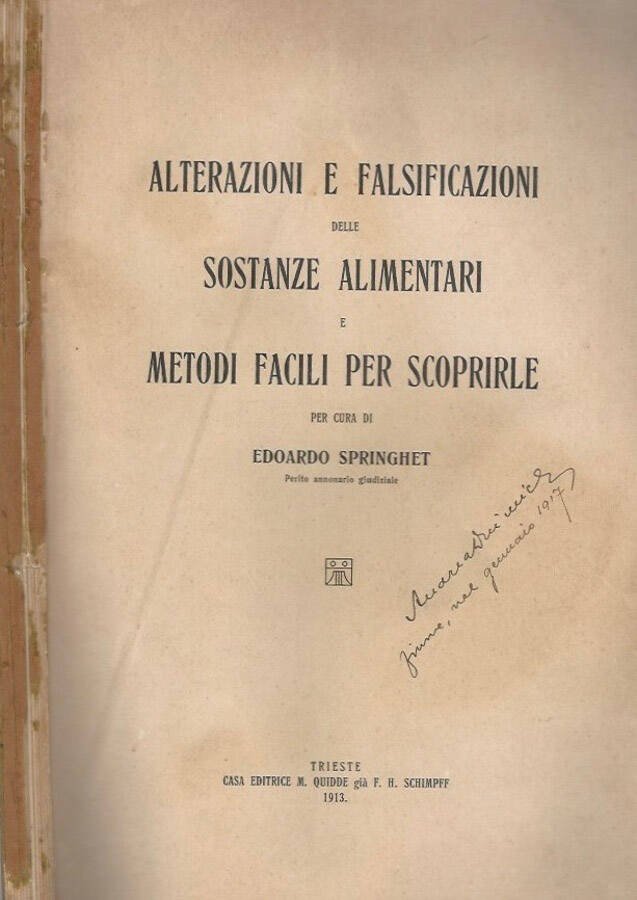 ALTERAZIONI E FALSIFICAZIONI
DELLE
SOSTANZE ALIMENTARI
E
METODI FACILI PER SCOPRIRLE
PER CURA DI
EDOARDO SPRINGHET
Perito annonario giudiziale
Andrea
fiume, nel gennaio 1917
TRIESTE
CASA EDITRICE M. QUIDDE già F. H. SCHIMPFF
1913.